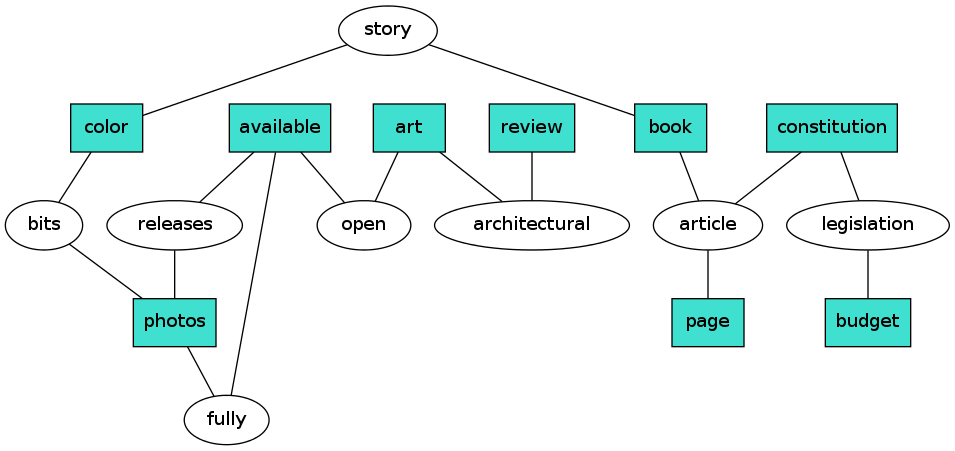 story
color
available
art
review
book
constitution
bits
releases
open
architectural
article
legislation
photos
page
budget
fully